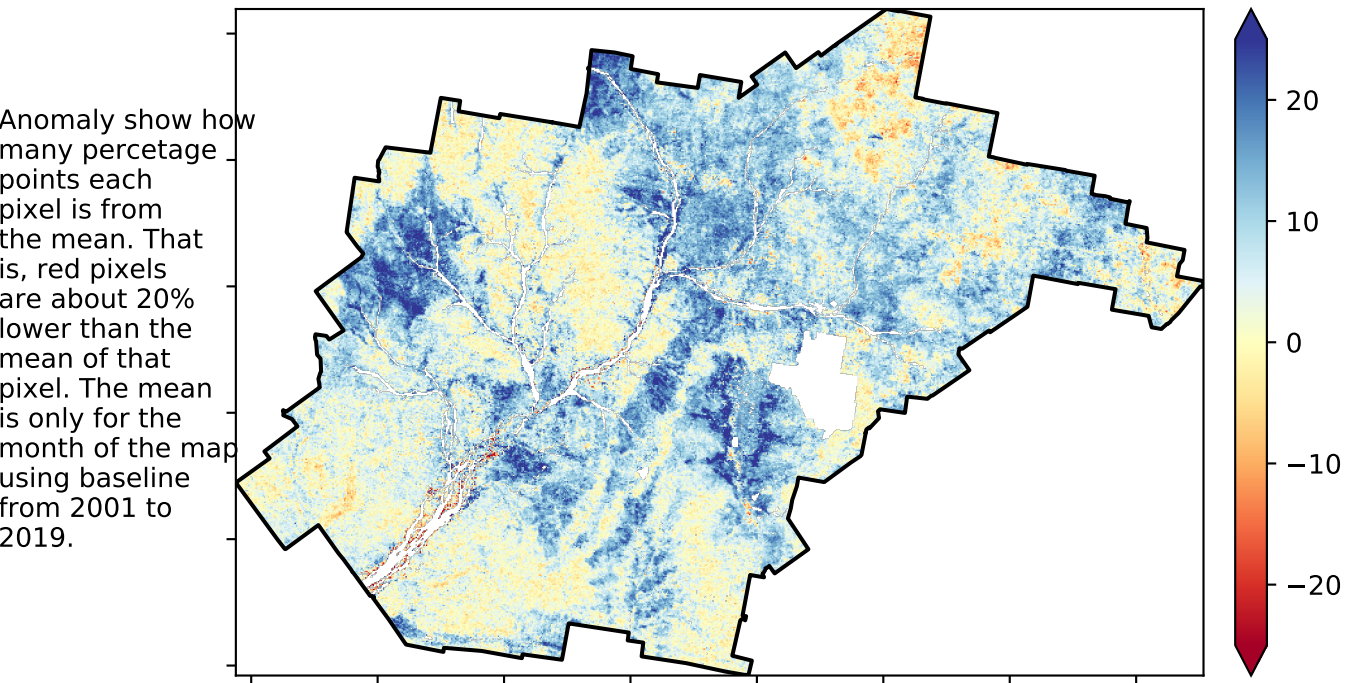 Anomaly show how
many percetage
points each
pixel is from
the mean. That
is, red pixels
are about 20%
lower than the
mean of that
pixel. The mean
is only for the
month of the map
using baseline
from 2001 to
2019.
20
10
0
−10
−20